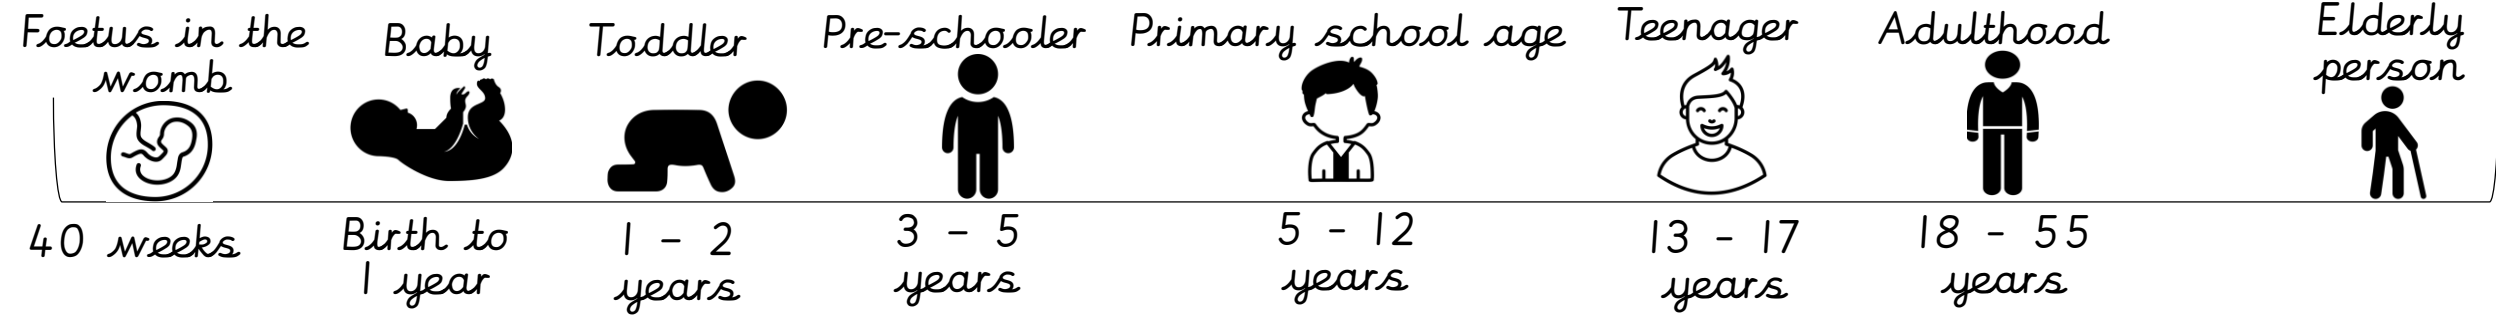 Foetus in the
womb
Baby
Toddler
Pre-schooler
Primary school age
Teenager
Adulthood
Elderly
person
40 weeks
Birth to
1 year
1 - 2
years
3 - 5
years
5 - 12
years
13 - 17
years
18 - 55
years